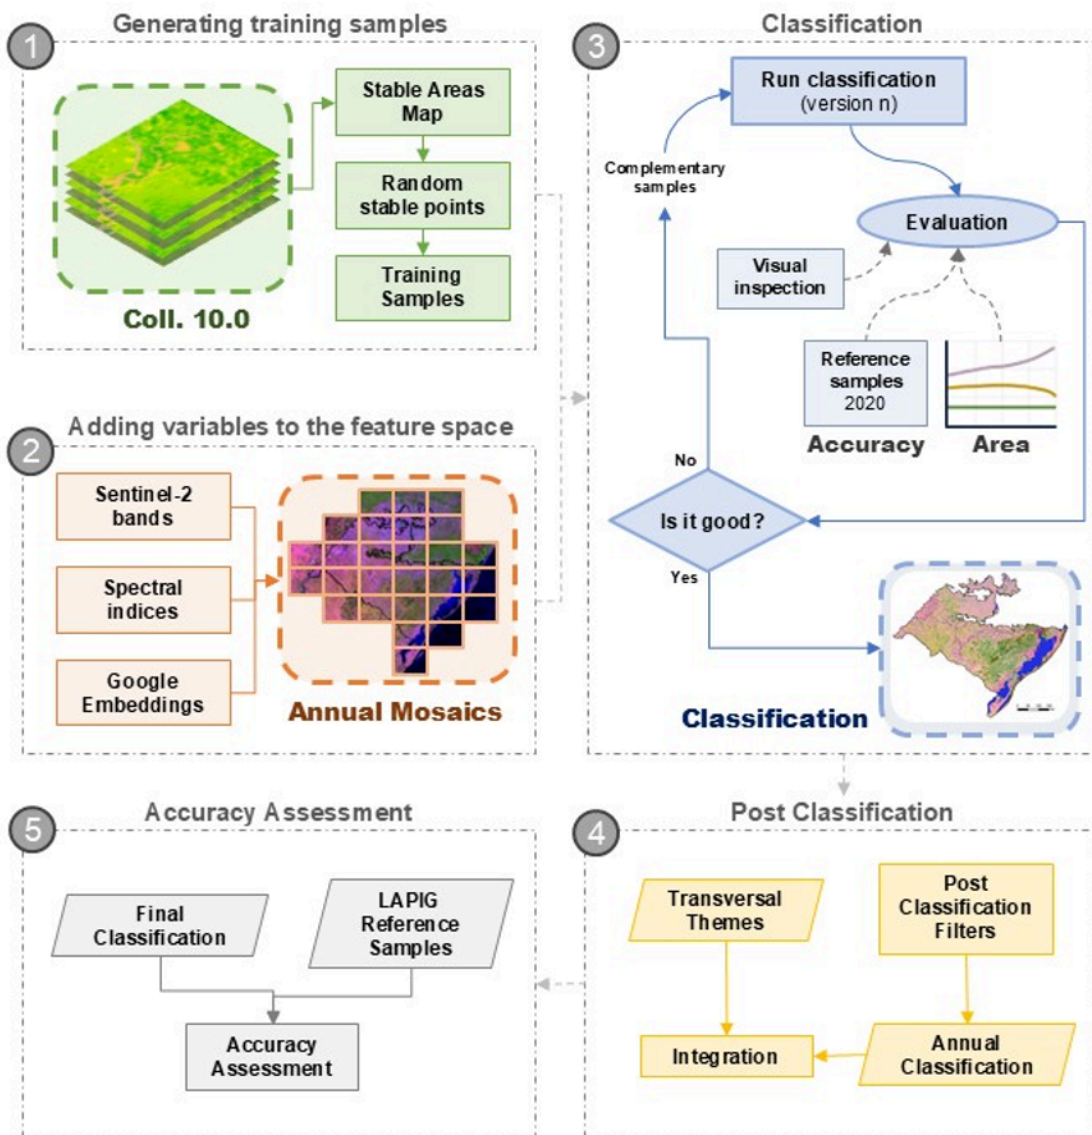 1
Generating training samples
Stable Areas
Map
Random
stable points
Training
Samples
Coll. 10.0
2
Adding variables to the feature space
Sentinel-2
bands
Spectral
indices
Google
Embeddings
Annual Mosaics
3
Classification
Run classification
(version n)
Complementary
samples
Evaluation
Visual
inspection
Reference
samples
2020
Accuracy
Area
No
Is it good?
Yes
Classification
4
Post Classification
Transversal
Themes
Post
Classification
Filters
Integration
Annual
Classification
5
Accuracy Assessment
Final
Classification
LAPIG
Reference
Samples
Accuracy
Assessment